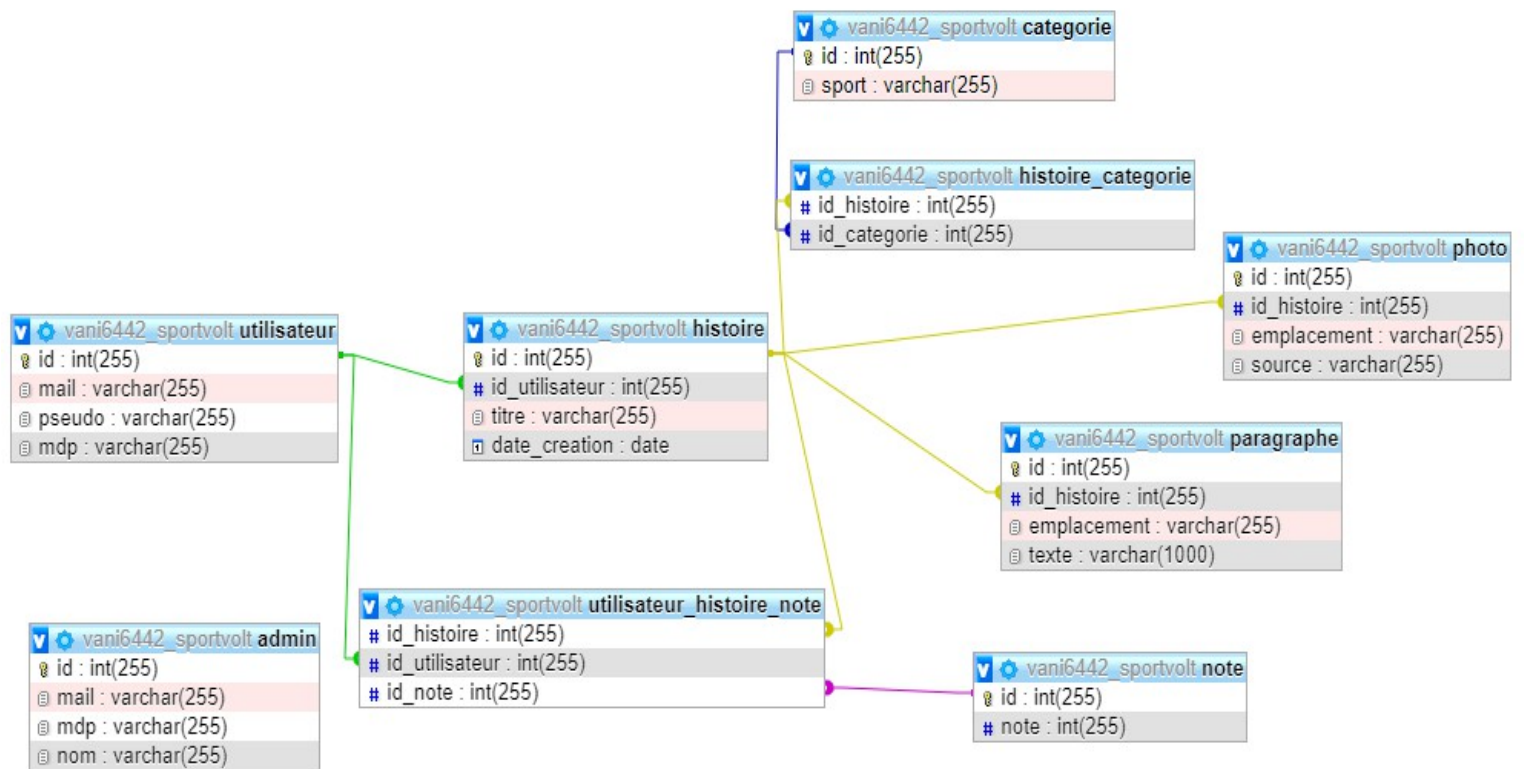 vani6442_sportvolt categorie
id : int(255)
sport : varchar(255)
vani6442_sportvolt histoire_categorie
# id_histoire : int(255)
# id_categorie : int(255)
vani6442_sportvolt photo
id : int(255)
# id_histoire : int(255)
emplacement : varchar(255)
source : varchar(255)
vani6442_sportvolt utilisateur
id : int(255)
mail : varchar(255)
pseudo : varchar(255)
mdp : varchar(255)
vani6442_sportvolt histoire
id : int(255)
# id_utilisateur : int(255)
titre : varchar(255)
date_creation : date
vani6442_sportvolt paragraphe
id : int(255)
# id_histoire : int(255)
emplacement : varchar(255)
texte : varchar(1000)
vani6442_sportvolt utilisateur_histoire_note
# id_histoire : int(255)
# id_utilisateur : int(255)
# id_note : int(255)
vani6442_sportvolt admin
id : int(255)
mail : varchar(255)
mdp : varchar(255)
nom : varchar(255)
vani6442_sportvolt note
id : int(255)
# note : int(255)